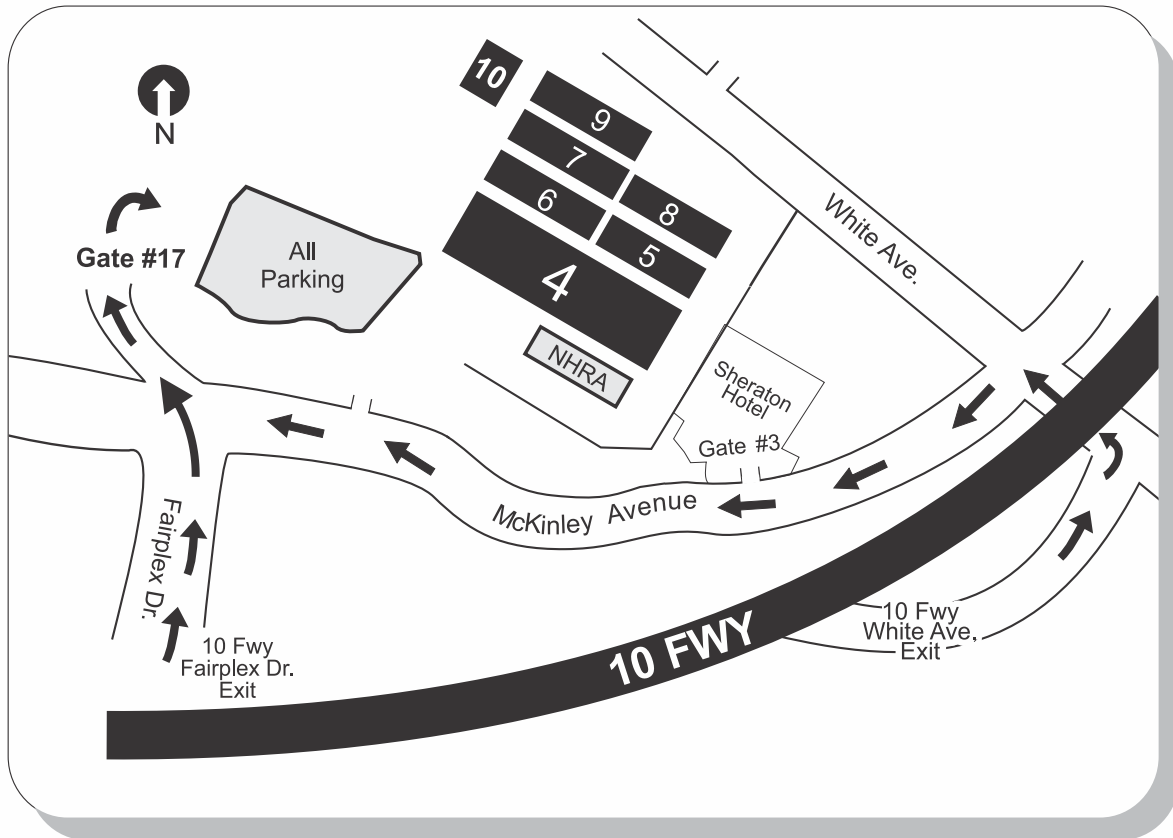 10
9
7
8
6
5
4
N
White Ave.
Gate #17
All
Parking
NHRA
Sheraton
Hotel
Gate #3
McKinley Avenue
Fairplex Dr.
10 Fwy
Fairplex Dr.
Exit
10 FWY
10 Fwy
White Ave,
Exit